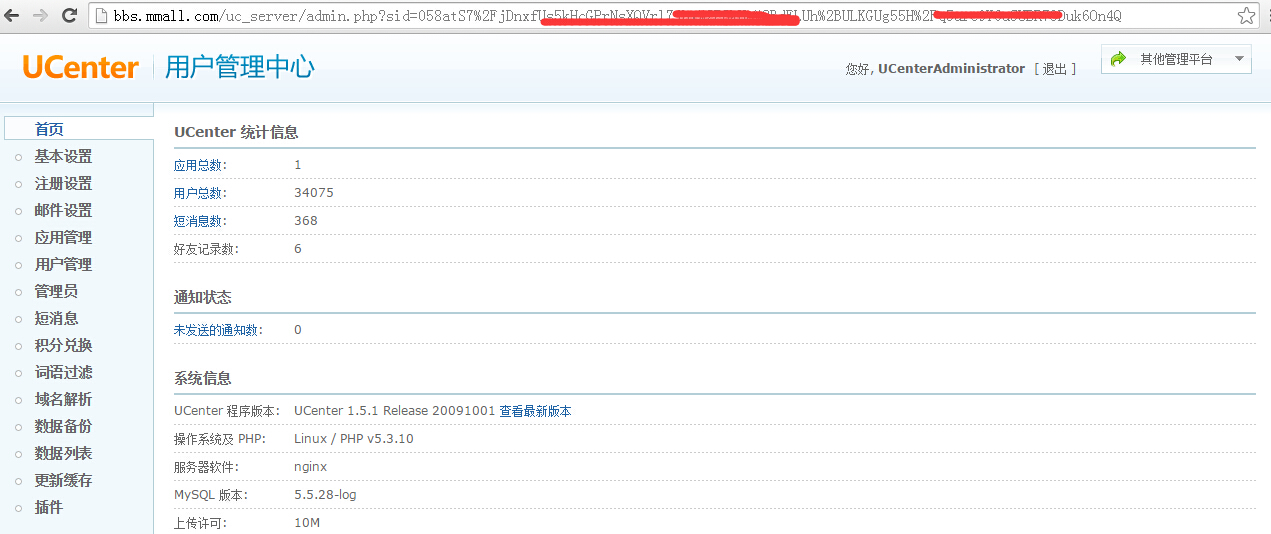 bbs.mmall.com/uc_server/admin.php?sid=058atS7%2FjDnxf
UCenter 用户管理中心
您好, UCenterAdministrator [ 退出 ]
其他管理平台
首页
基本设置
注册设置
邮件设置
应用管理
用户管理
管理员
短消息
积分兑换
词语过滤
域名解析
数据备份
数据列表
更新缓存
插件
UCenter 统计信息
应用总数: 1
用户总数: 34075
短消息数: 368
好友记录数: 6
通知状态
未发送的通知数: 0
系统信息
UCenter 程序版本: UCenter 1.5.1 Release 20091001 查看最新版本
操作系统及 PHP: Linux / PHP v5.3.10
服务器软件: nginx
MySQL 版本: 5.5.28-log
上传许可: 10M